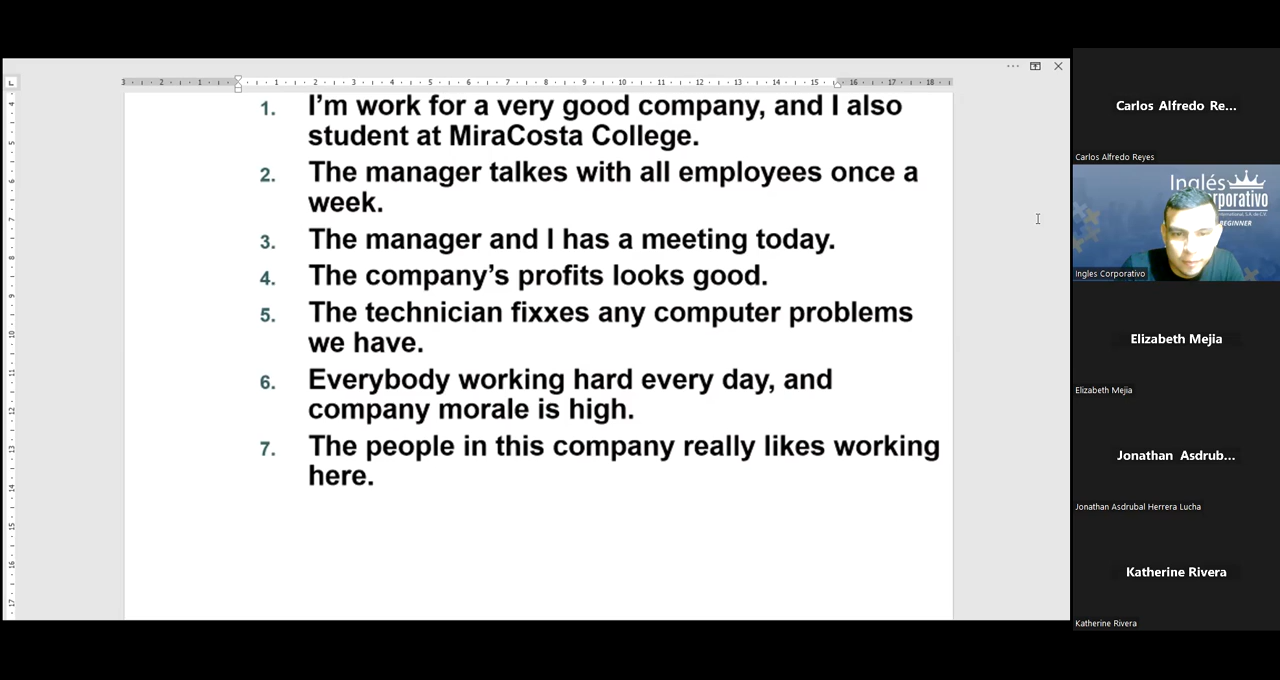 1. I'm work for a very good company, and I also
student at MiraCosta College.
2. The manager talkes with all employees once a
week.
3. The manager and I has a meeting today.
4. The company's profits looks good.
5. The technician fixxes any computer problems
we have.
6. Everybody working hard every day, and
company morale is high.
7. The people in this company really likes working
here.
Carlos Alfredo Re...
Carlos Alfredo Reyes
Inglés
BEGINNER
Ingles Corporativo
Elizabeth Mejia
Elizabeth Mejia
Jonathan Asdrub...
Jonathan Asdrubal Herrera Lucha
Katherine Rivera
Katherine Rivera